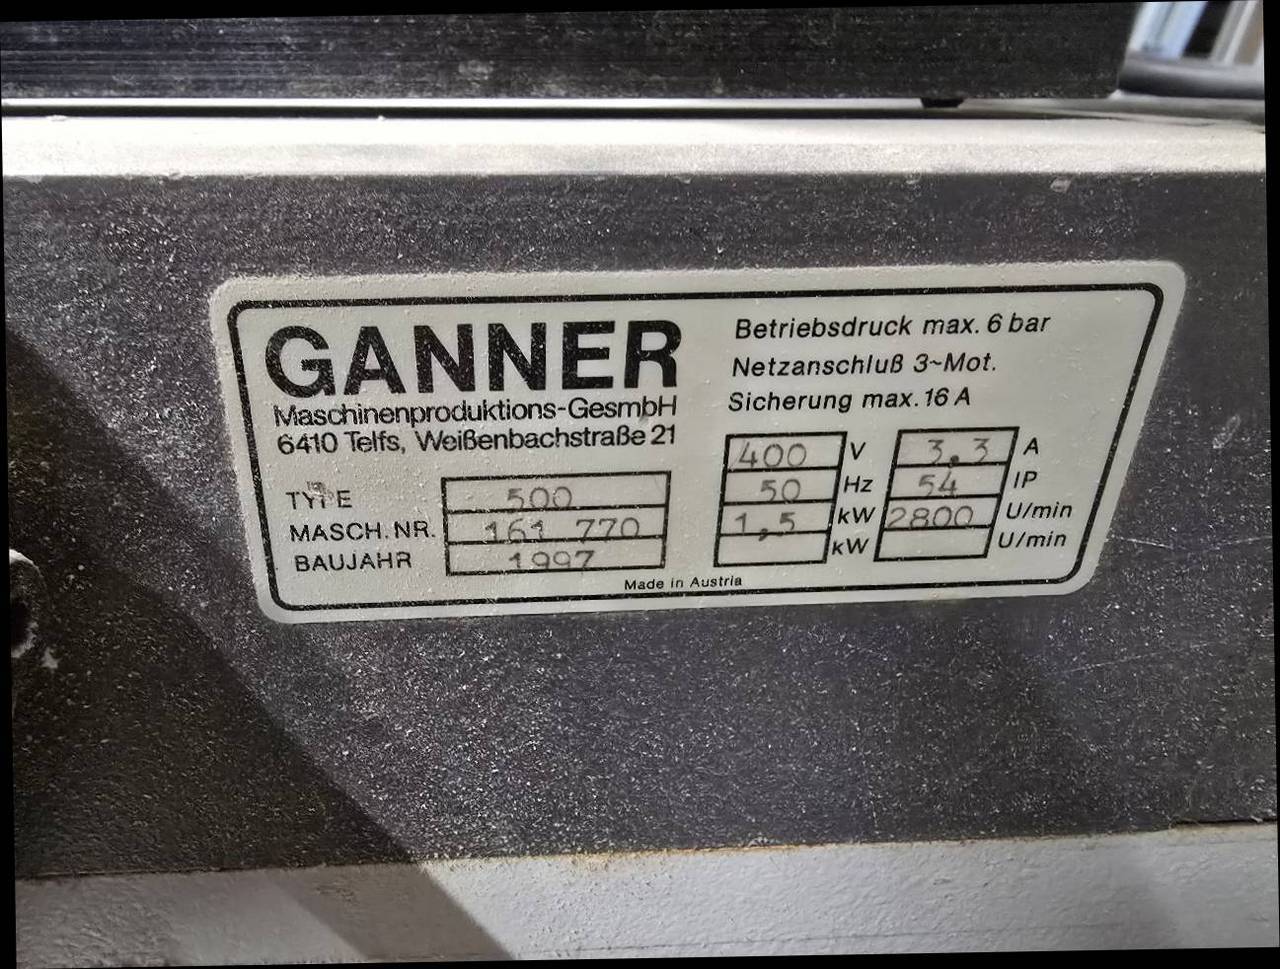 GANNER
Maschinenproduktions-GesmbH
6410 Telfs, Weißenbachstraße 21
TYPE 500
MASCH.NR. 161 770
BAUJAHR 1997
Betriebsdruck max. 6 bar
Netzanschluß 3~Mot.
Sicherung max. 16 A
400 V 3,3 A
50 Hz 54 IP
1,5 kW 2800 U/min
kW U/min
Made in Austria